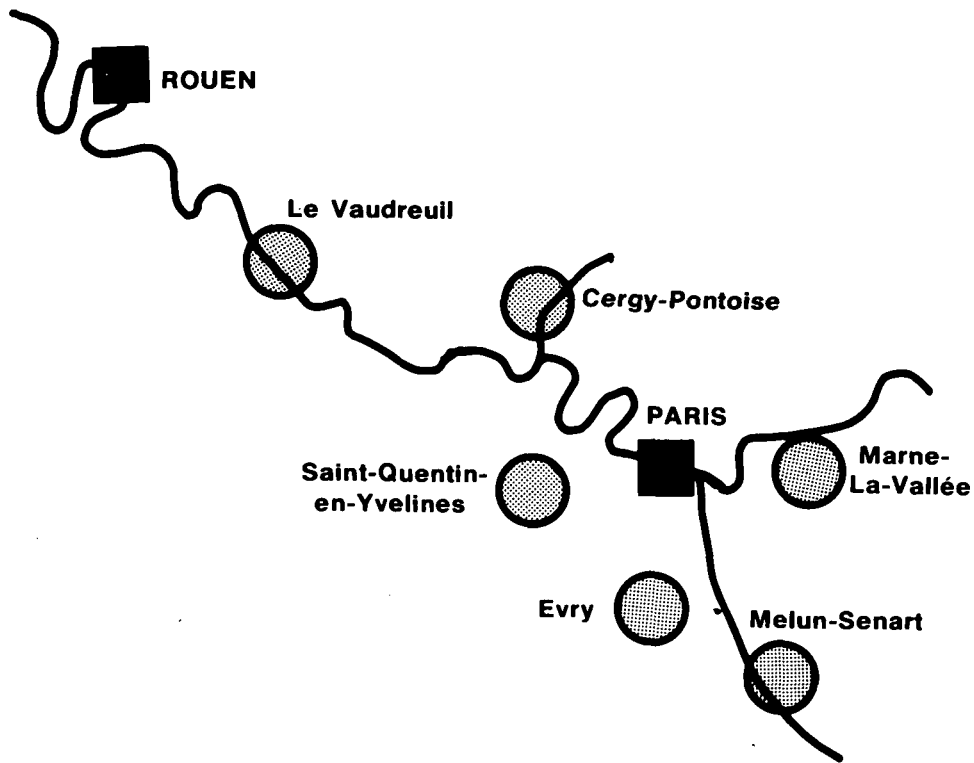 ROUEN
Le Vaudreuil
Cergy-Pontoise
PARIS
Marne-
La-Vallée
Saint-Quentin-
en-Yvelines
Evry
Melun-Senart